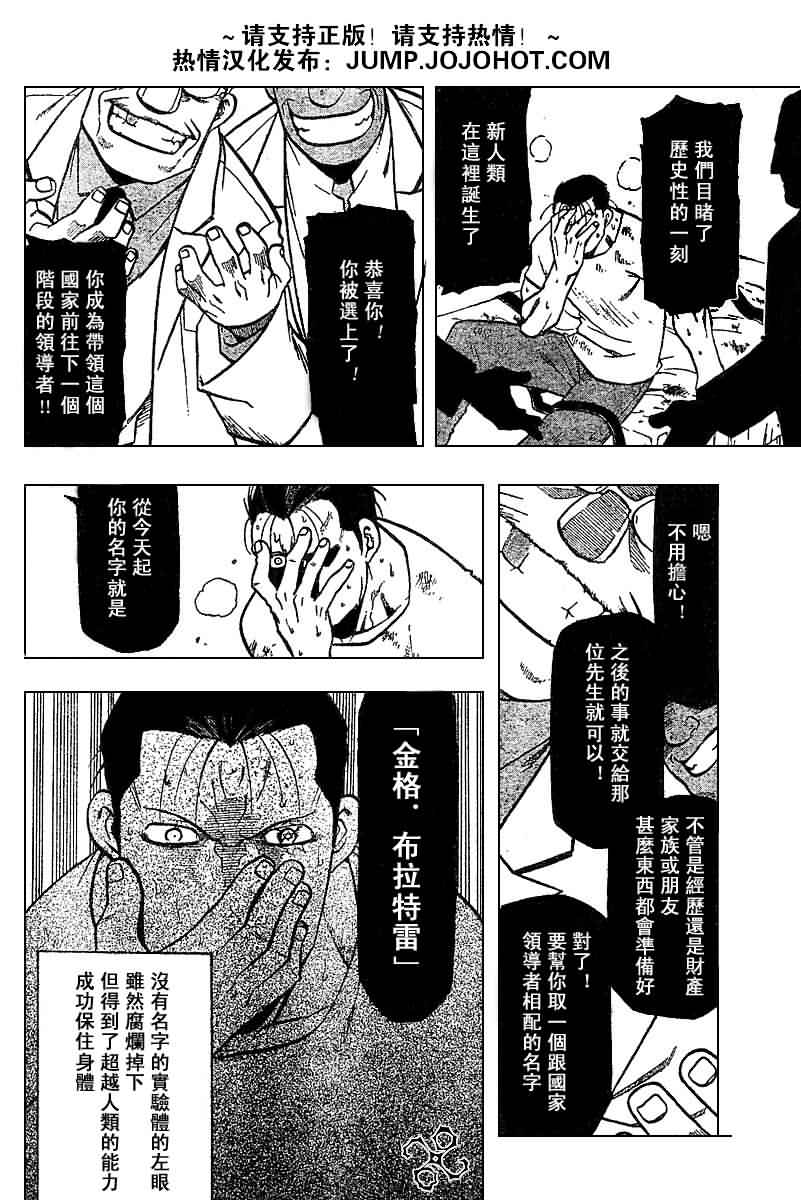 ～请支持正版！请支持热情！～
热情汉化发布：JUMP.JOJOHOT.COM
我們目睹了
歷史性的一刻
新人類
在這裡誕生了
恭喜你！
你被選上了！
你成為帶領這個
國家前往下一個
階段的領導者!!
嗯
不用擔心！
之後的事就交給那
位先生就可以！
不管是經歷還是財產
家族或朋友
甚麼東西都會準備好
對了！
要幫你取一個跟國家
領導者相配的名字
從今天起
你的名字就是
「金格．布拉特雷」
沒有名字的實驗體的左眼
雖然腐爛掉下
但得到了超越人類的能力
成功保住身體